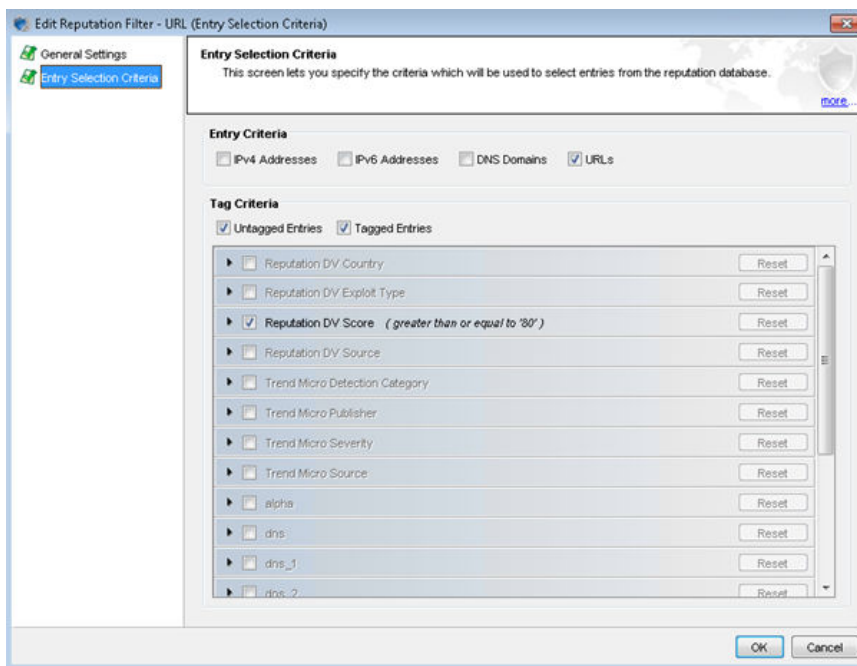 Edit Reputation Filter - URL (Entry Selection Criteria)
General Settings
Entry Selection Criteria
Entry Selection Criteria
This screen lets you specify the criteria which will be used to select entries from the reputation database.
more...
Entry Criteria
IPv4 Addresses IPv6 Addresses DNS Domains URLs
Tag Criteria
Untagged Entries Tagged Entries
Reputation DV Country Reset
Reputation DV Exploit Type Reset
Reputation DV Score ( greater than or equal to '80' ) Reset
Reputation DV Source Reset
Trend Micro Detection Category Reset
Trend Micro Publisher Reset
Trend Micro Severity Reset
Trend Micro Source Reset
alpha Reset
dns Reset
dns_1 Reset
dns_2 Reset
OK Cancel